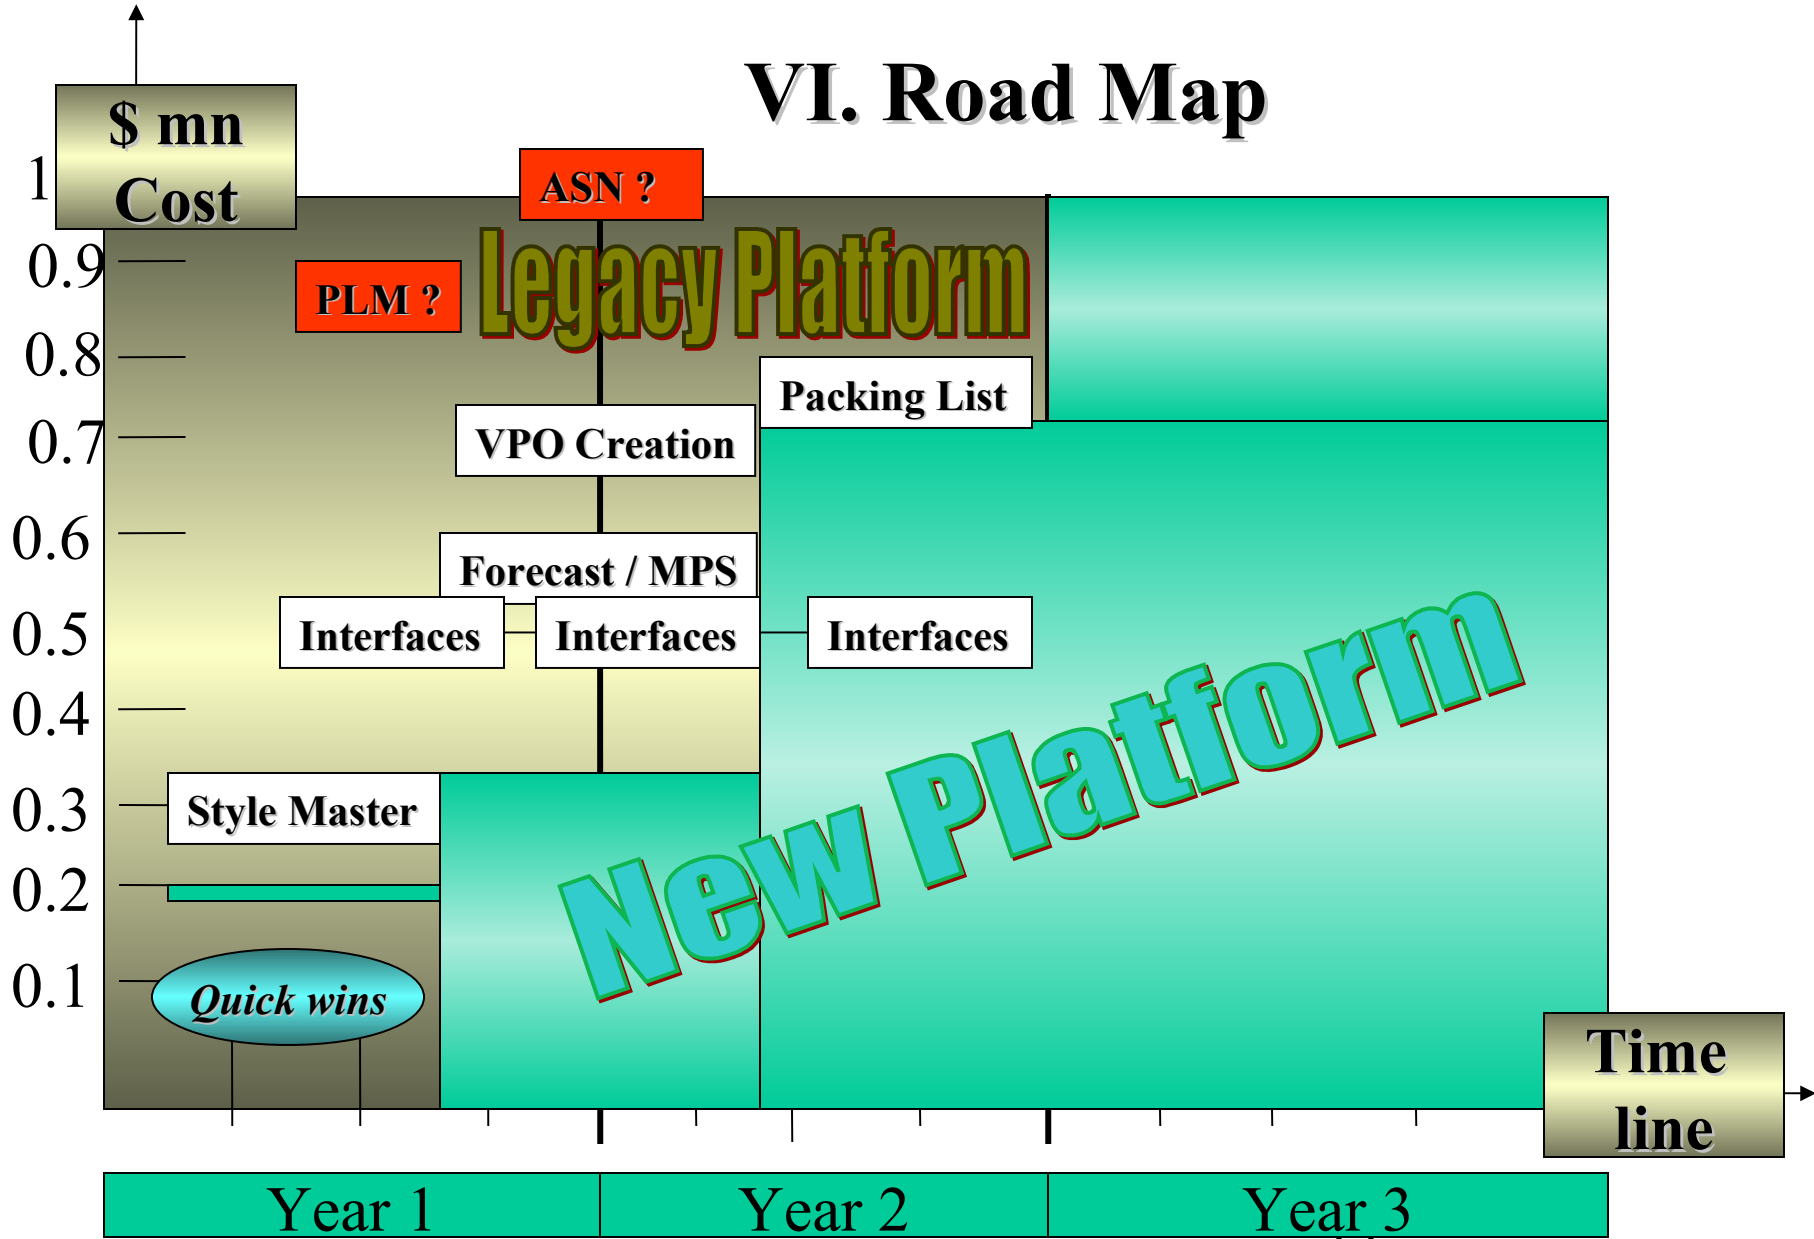 VI. Road Map
$ mn
Cost
1
ASN ?
Legacy Platform
0.9
PLM ?
0.8
Packing List
0.7
VPO Creation
0.6
Forecast / MPS
0.5
Interfaces
Interfaces
Interfaces
0.4
New Platform
0.3
Style Master
0.2
0.1
Quick wins
Time
line
Year 1
Year 2
Year 3